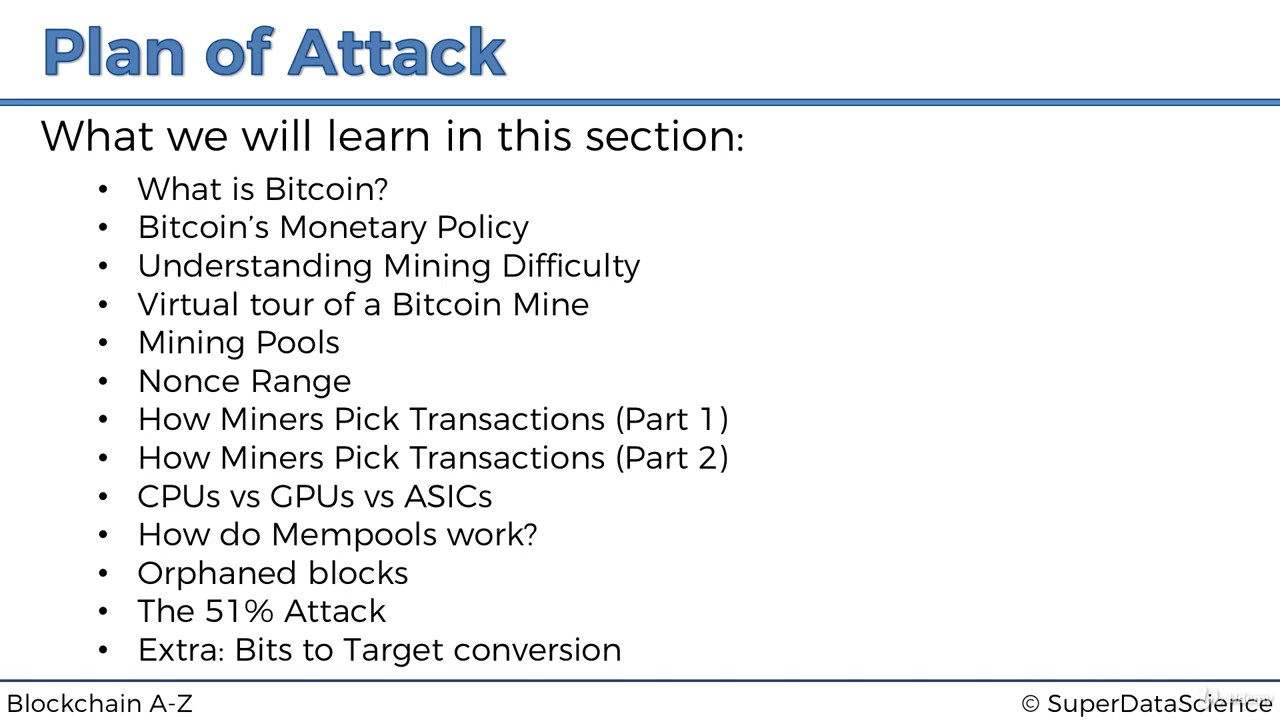 Plan of Attack
What we will learn in this section:
• What is Bitcoin?
• Bitcoin’s Monetary Policy
• Understanding Mining Difficulty
• Virtual tour of a Bitcoin Mine
• Mining Pools
• Nonce Range
• How Miners Pick Transactions (Part 1)
• How Miners Pick Transactions (Part 2)
• CPUs vs GPUs vs ASICs
• How do Mempools work?
• Orphaned blocks
• The 51% Attack
• Extra: Bits to Target conversion
Blockchain A-Z
© SuperDataScience